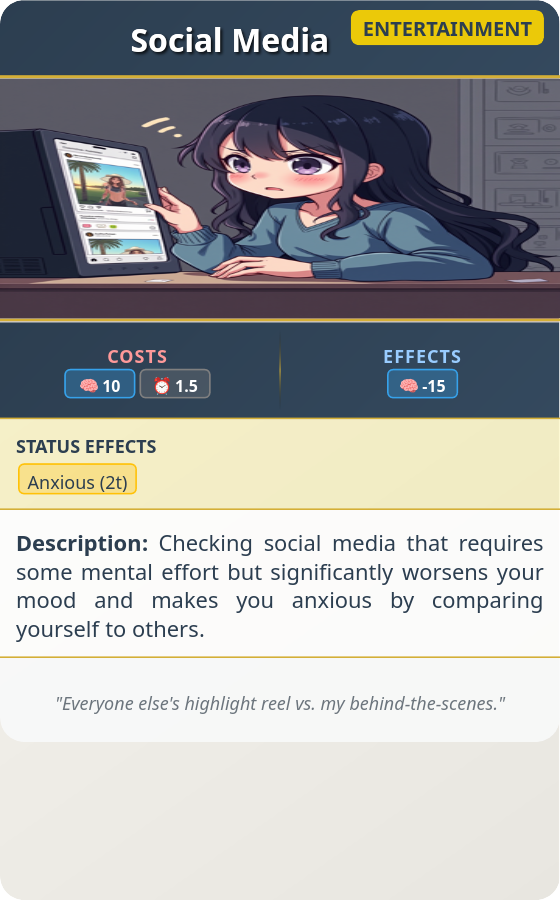 Social Media
ENTERTAINMENT
COSTS
🧠 10
⏰ 1.5
EFFECTS
🧠 -15
STATUS EFFECTS
Anxious (2t)
Description: Checking social media that requires
some mental effort but significantly worsens your
mood and makes you anxious by comparing
yourself to others.
"Everyone else's highlight reel vs. my behind-the-scenes."